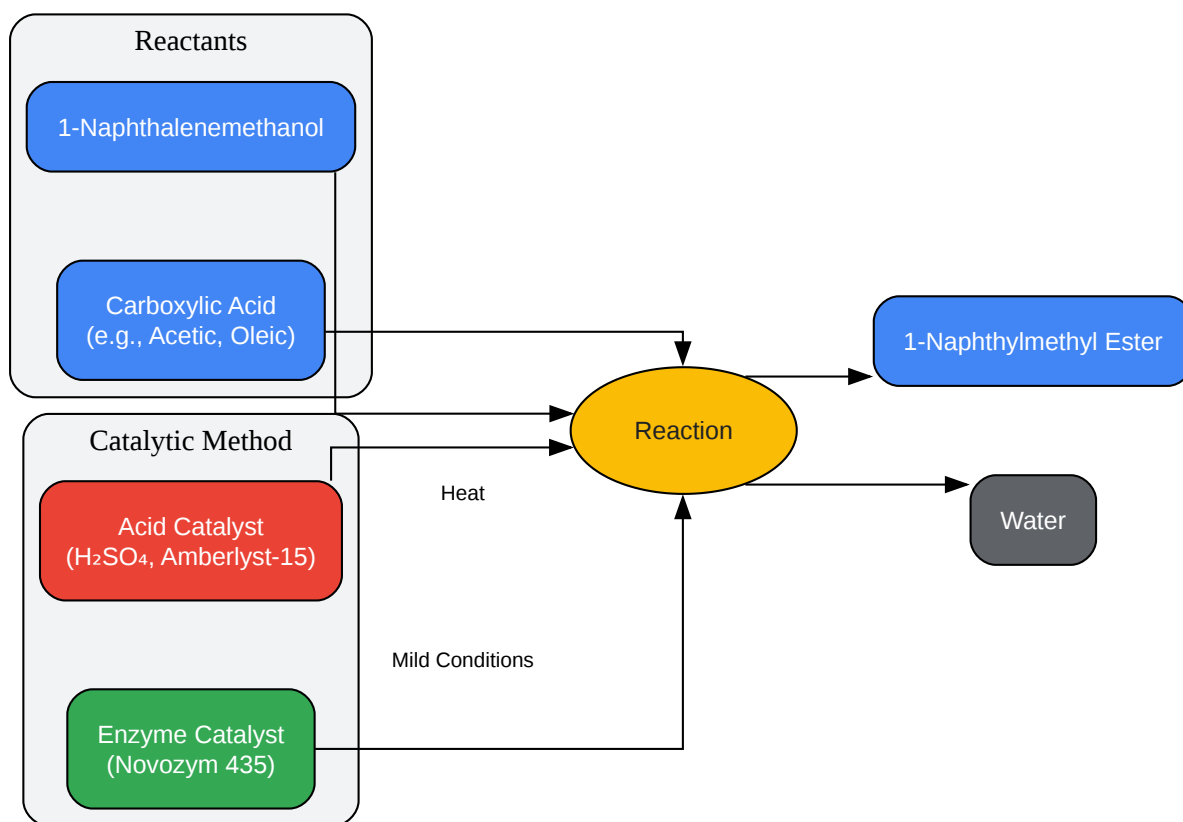 Reactants
1-Naphthalenemethanol
Carboxylic Acid
(e.g., Acetic, Oleic)
Catalytic Method
Acid Catalyst
(H₂SO₄, Amberlyst-15)
Enzyme Catalyst
(Novozym 435)
Heat
Mild Conditions
Reaction
1-Naphthylmethyl Ester
Water